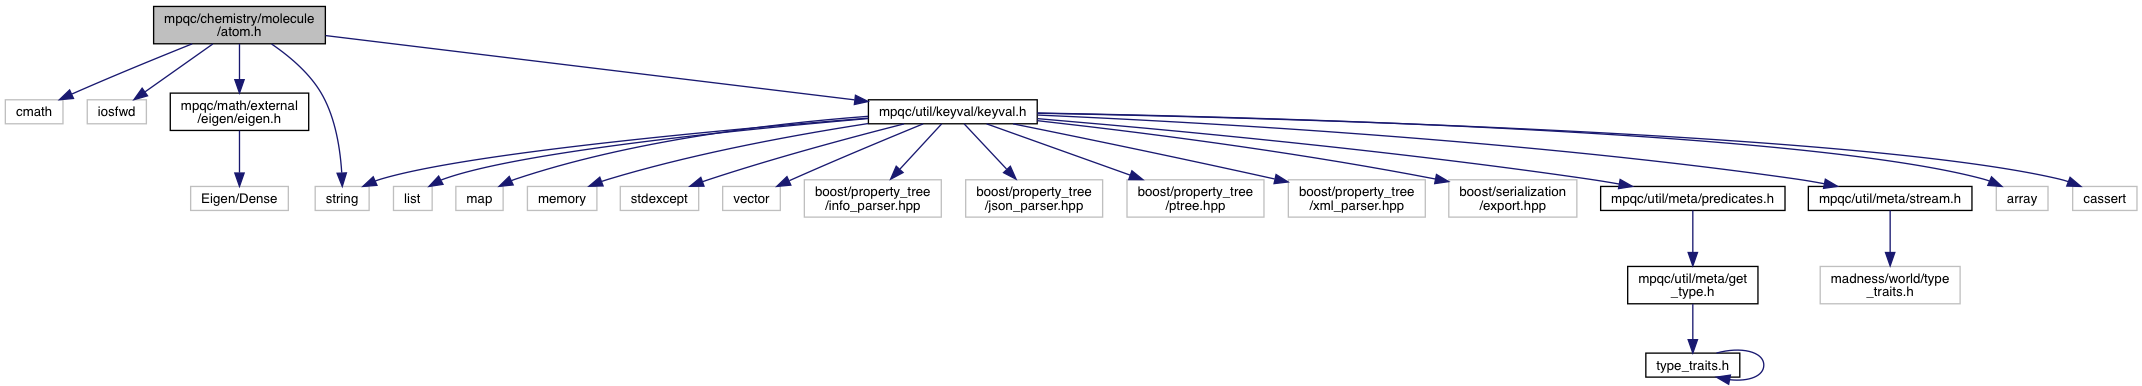 mpqc/chemistry/molecule
/atom.h
cmath
iosfwd
mpqc/math/external
/eigen/eigen.h
mpqc/util/keyval/keyval.h
Eigen/Dense
string
list
map
memory
stdexcept
vector
boost/property_tree
/info_parser.hpp
boost/property_tree
/json_parser.hpp
boost/property_tree
/ptree.hpp
boost/property_tree
/xml_parser.hpp
boost/serialization
/export.hpp
mpqc/util/meta/predicates.h
mpqc/util/meta/stream.h
array
cassert
mpqc/util/meta/get
_type.h
madness/world/type
_traits.h
type_traits.h